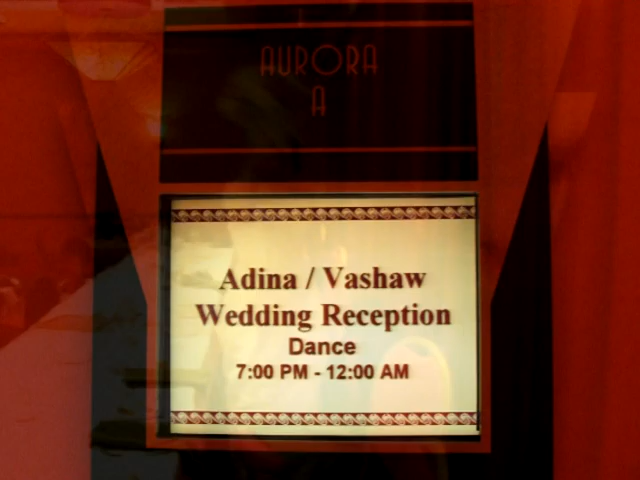 AURORA
A
Adina / Vashaw
Wedding Reception
Dance
7:00 PM - 12:00 AM